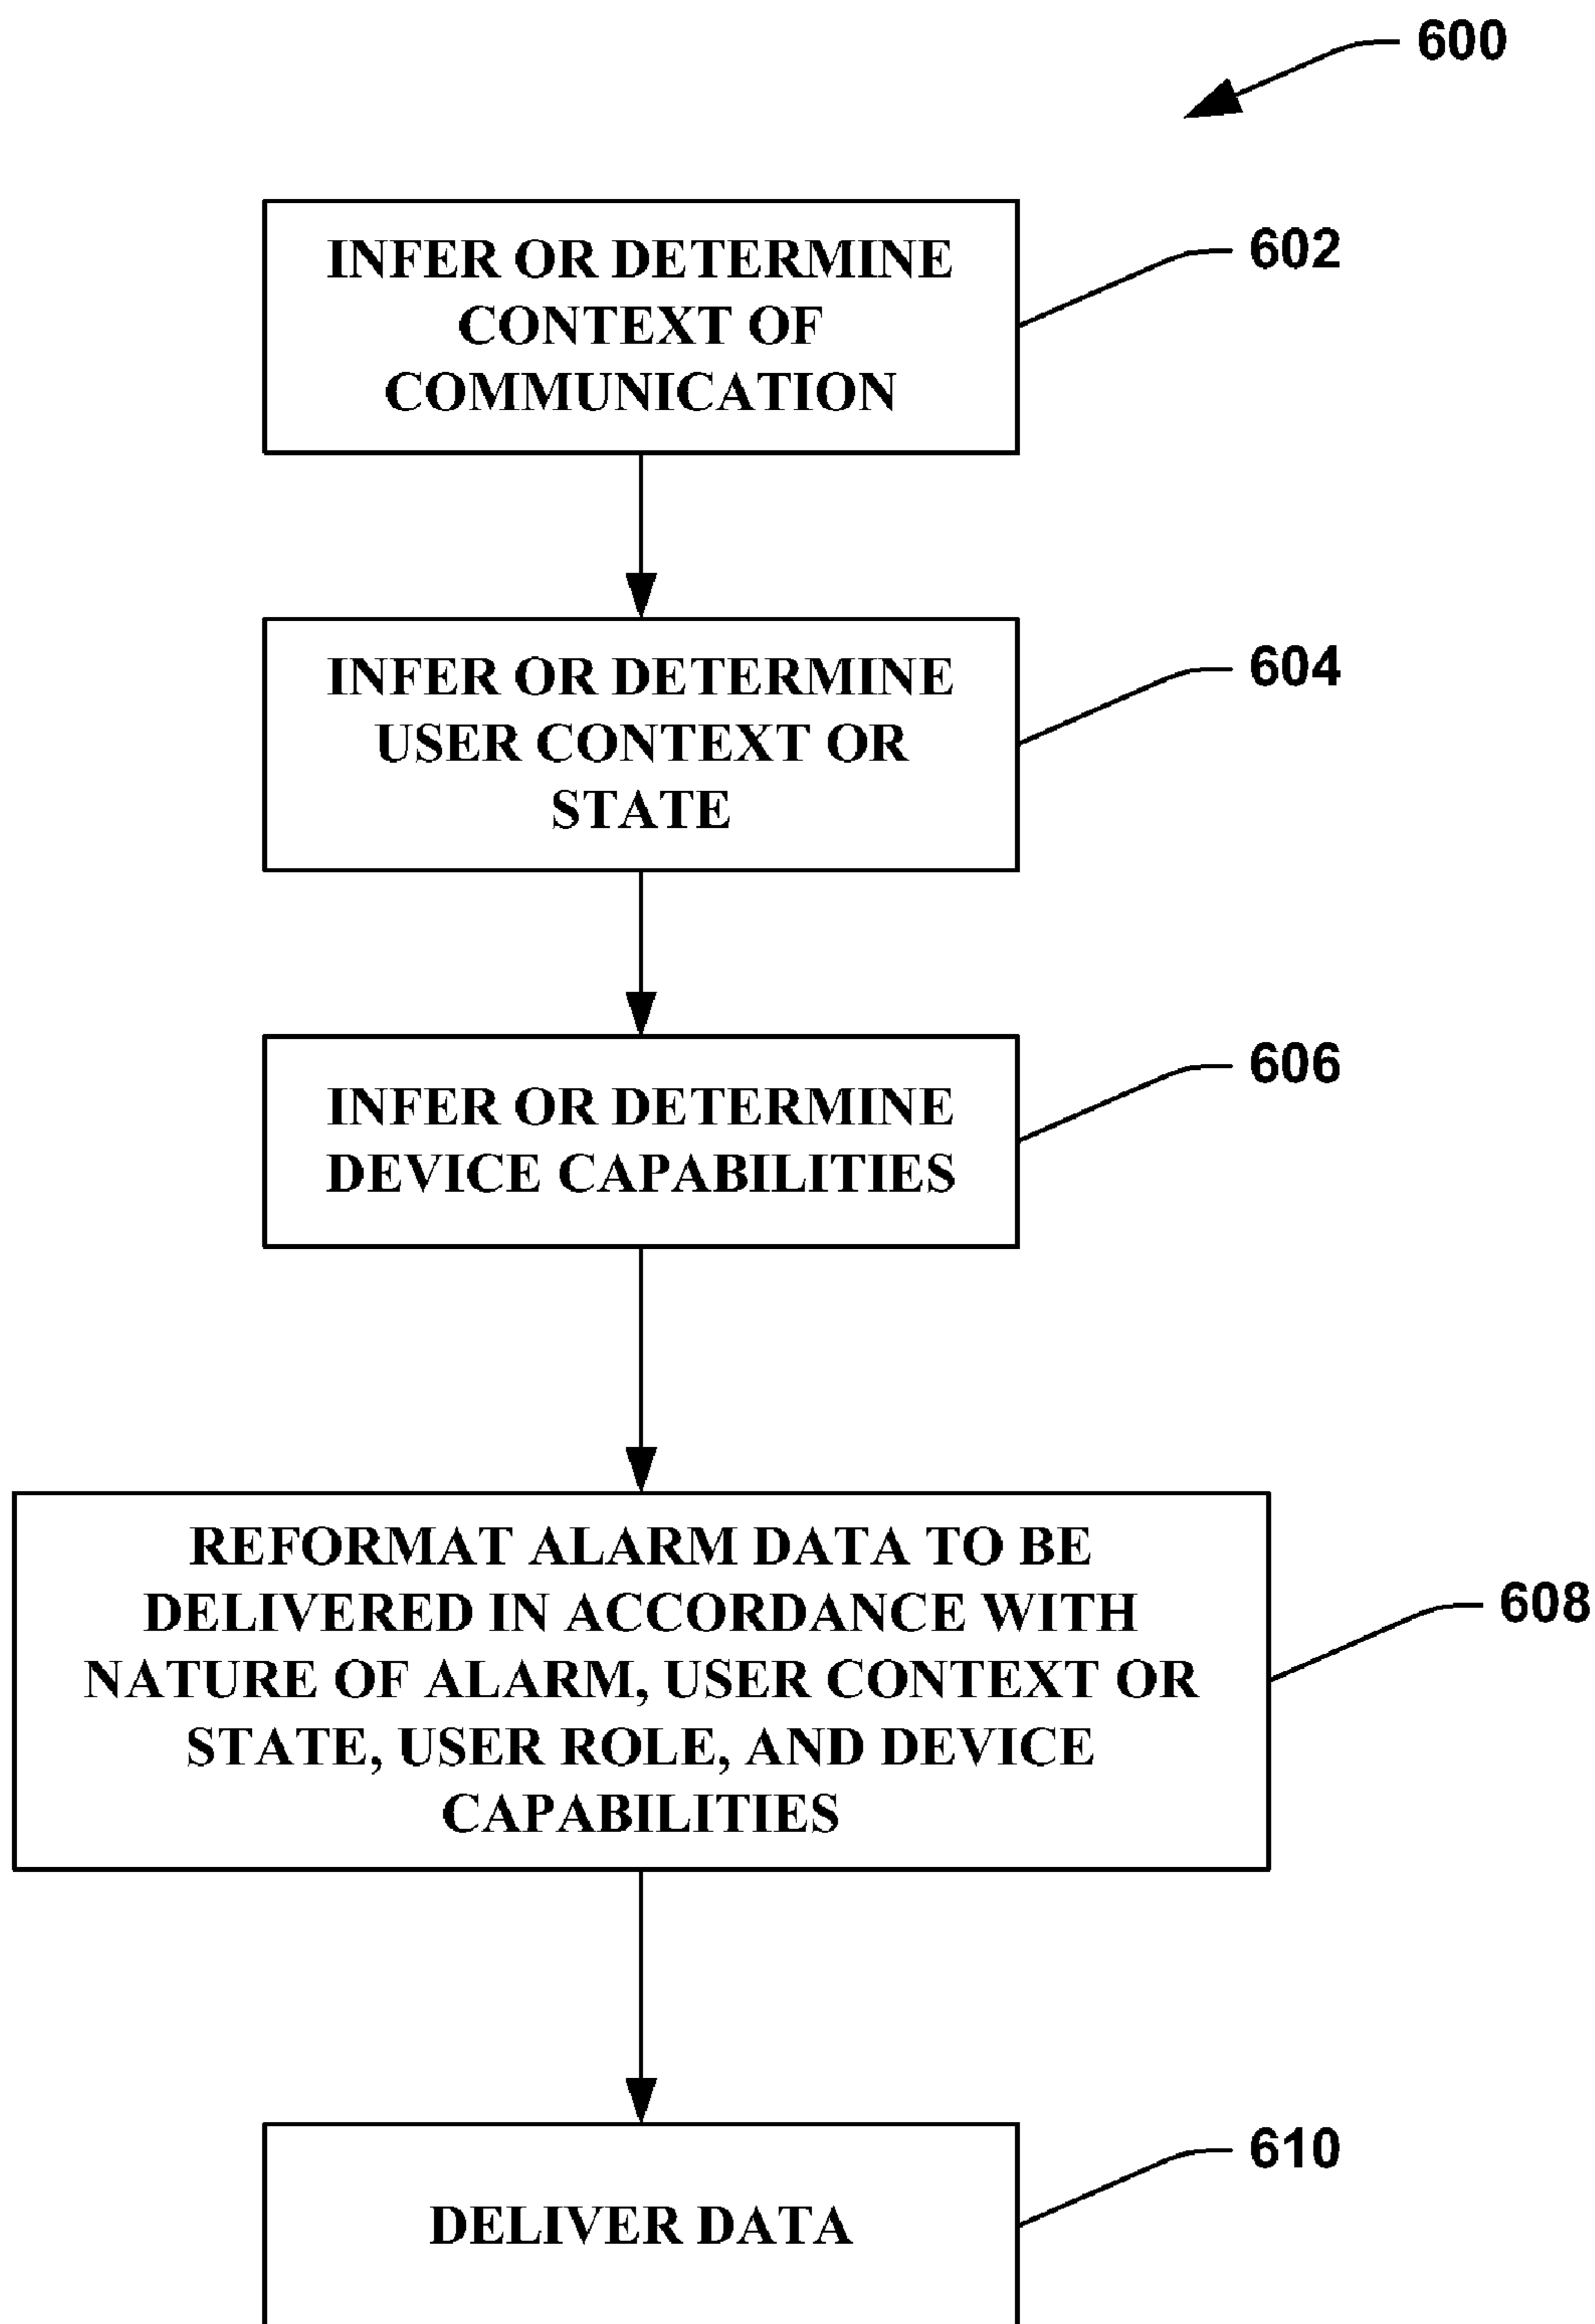 600
INFER OR DETERMINE
CONTEXT OF
COMMUNICATION
602
INFER OR DETERMINE
USER CONTEXT OR
STATE
604
INFER OR DETERMINE
DEVICE CAPABILITIES
606
REFORMAT ALARM DATA TO BE
DELIVERED IN ACCORDANCE WITH
NATURE OF ALARM, USER CONTEXT OR
STATE, USER ROLE, AND DEVICE
CAPABILITIES
608
DELIVER DATA
610